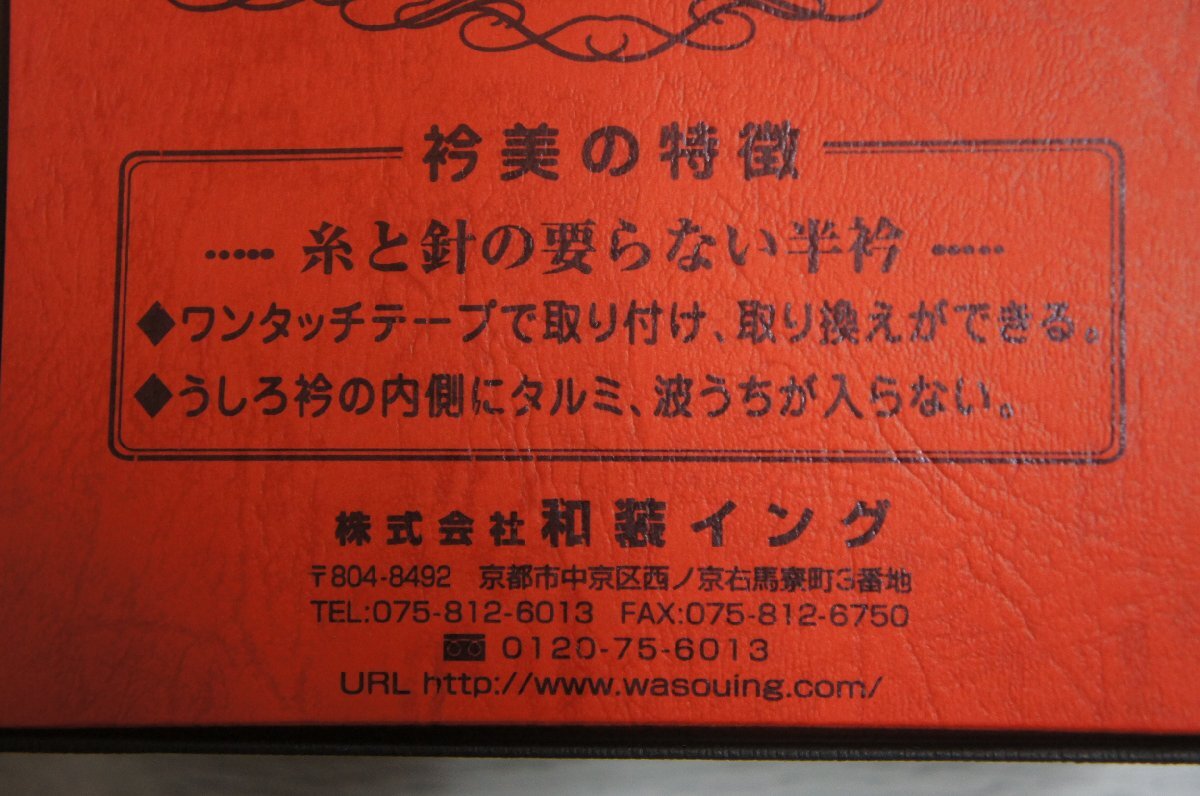 衿美の特徴
・・・・・ 糸と針の要らない半衿 ・・・・・
◆ワンタッチテープで取り付け、取り換えができる。
◆うしろ衿の内側にタルミ、波うちが入らない。
株式会社 和装イング
〒804-8492 京都市中京区西ノ京右馬寮町3番地
TEL:075-812-6013 FAX:075-812-6750
0120-75-6013
URL http://www.wasouing.com/